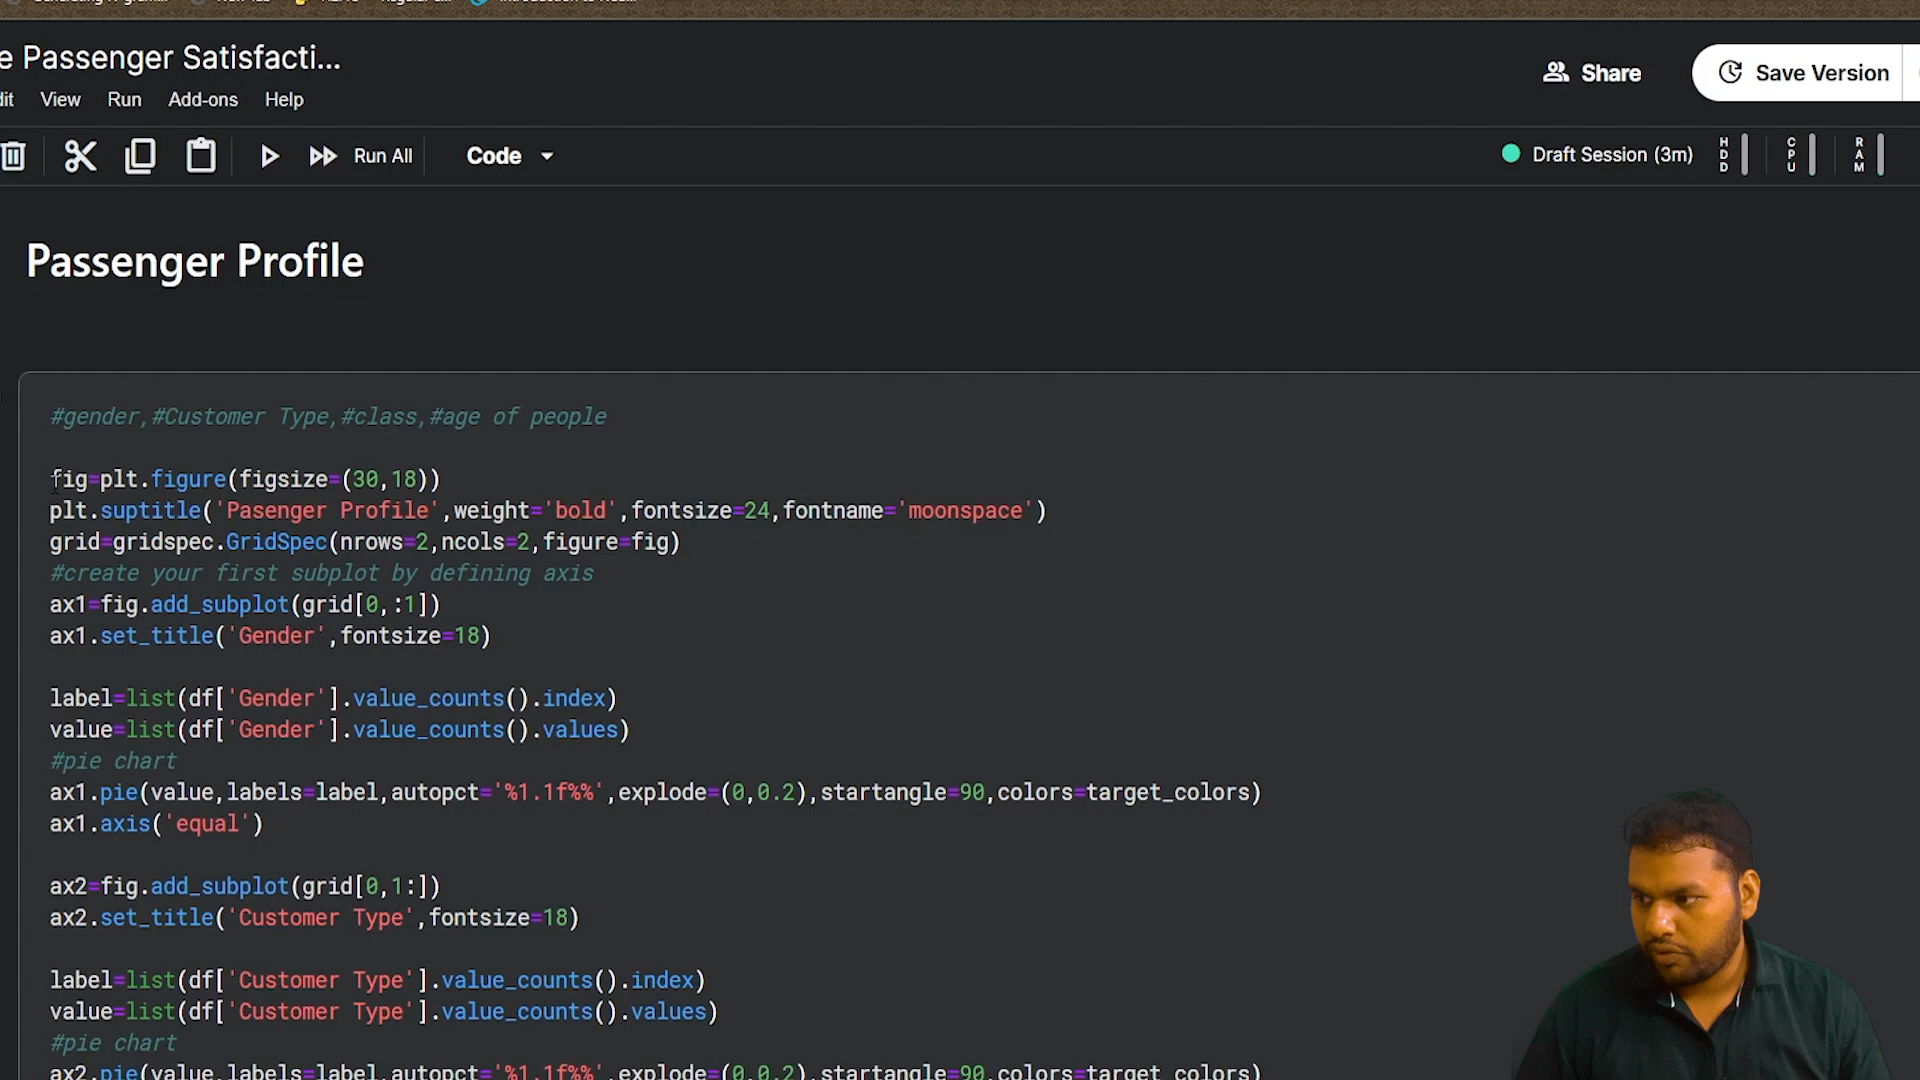 e Passenger Satisfacti...
Share
Save Version
dit View Run Add-ons Help
Run All
Code
Draft Session (3m)
HDD
CPU
RAM
Passenger Profile
#gender,#Customer Type,#class,#age of people
fig=plt.figure(figsize=(30,18))
plt.suptitle('Pasenger Profile',weight='bold',fontsize=24,fontname='moonspace')
grid=gridspec.GridSpec(nrows=2,ncols=2,figure=fig)
#create your first subplot by defining axis
ax1=fig.add_subplot(grid[0,:1])
ax1.set_title('Gender',fontsize=18)
label=list(df['Gender'].value_counts().index)
value=list(df['Gender'].value_counts().values)
#pie chart
ax1.pie(value,labels=label,autopct='%1.1f%%',explode=(0,0.2),startangle=90,colors=target_colors)
ax1.axis('equal')
ax2=fig.add_subplot(grid[0,1:])
ax2.set_title('Customer Type',fontsize=18)
label=list(df['Customer Type'].value_counts().index)
value=list(df['Customer Type'].value_counts().values)
#pie chart
ax2.pie(value,labels=label,autopct='%1.1f%%',explode=(0,0.2),startangle=90,colors=target_colors)